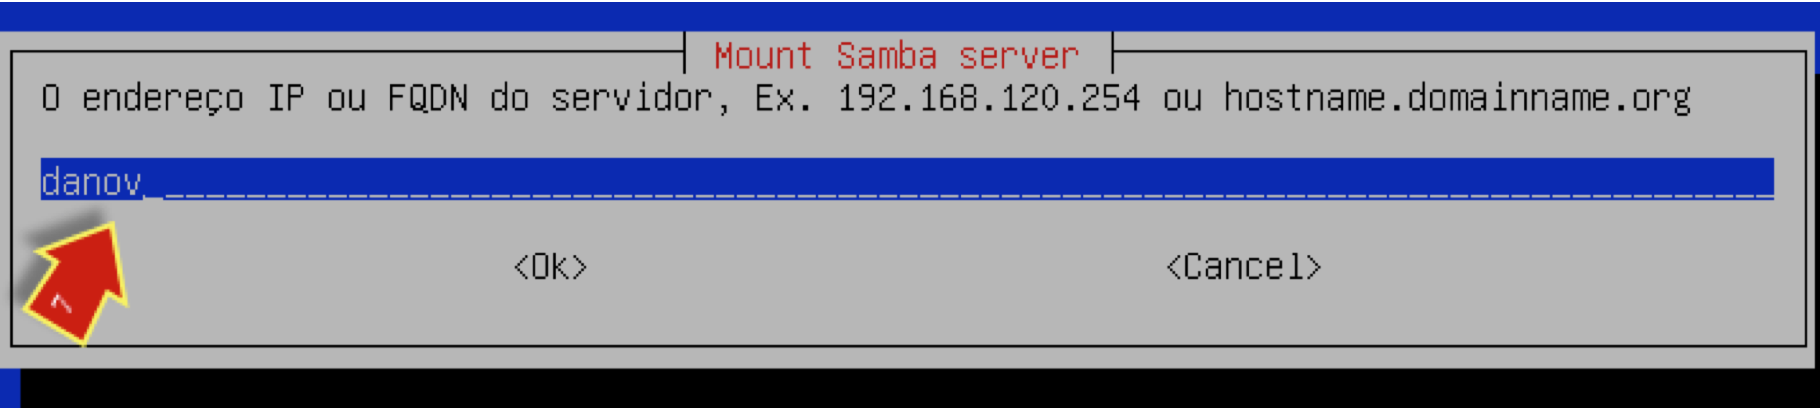 Mount Samba server
O endereço IP ou FQDN do servidor, Ex. 192.168.120.254 ou hostname.domainname.org
danov
<Ok> <Cancel>
7